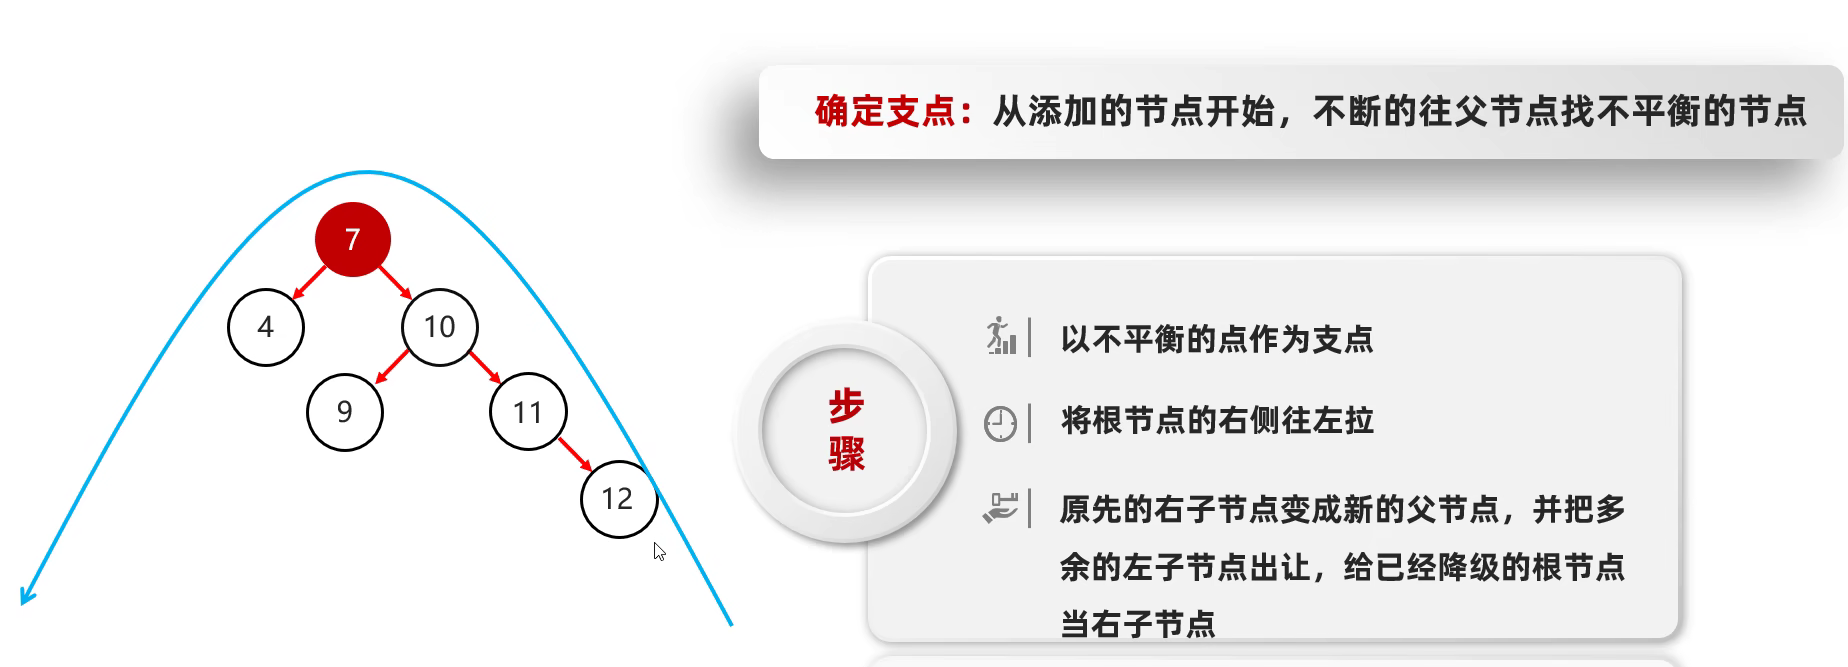 确定支点：从添加的节点开始，不断的往父节点找不平衡的节点
7
4
10
9
11
12
步
骤
以不平衡的点作为支点
将根节点的右侧往左拉
原先的右子节点变成新的父节点，并把多
余的左子节点出让，给已经降级的根节点
当右子节点